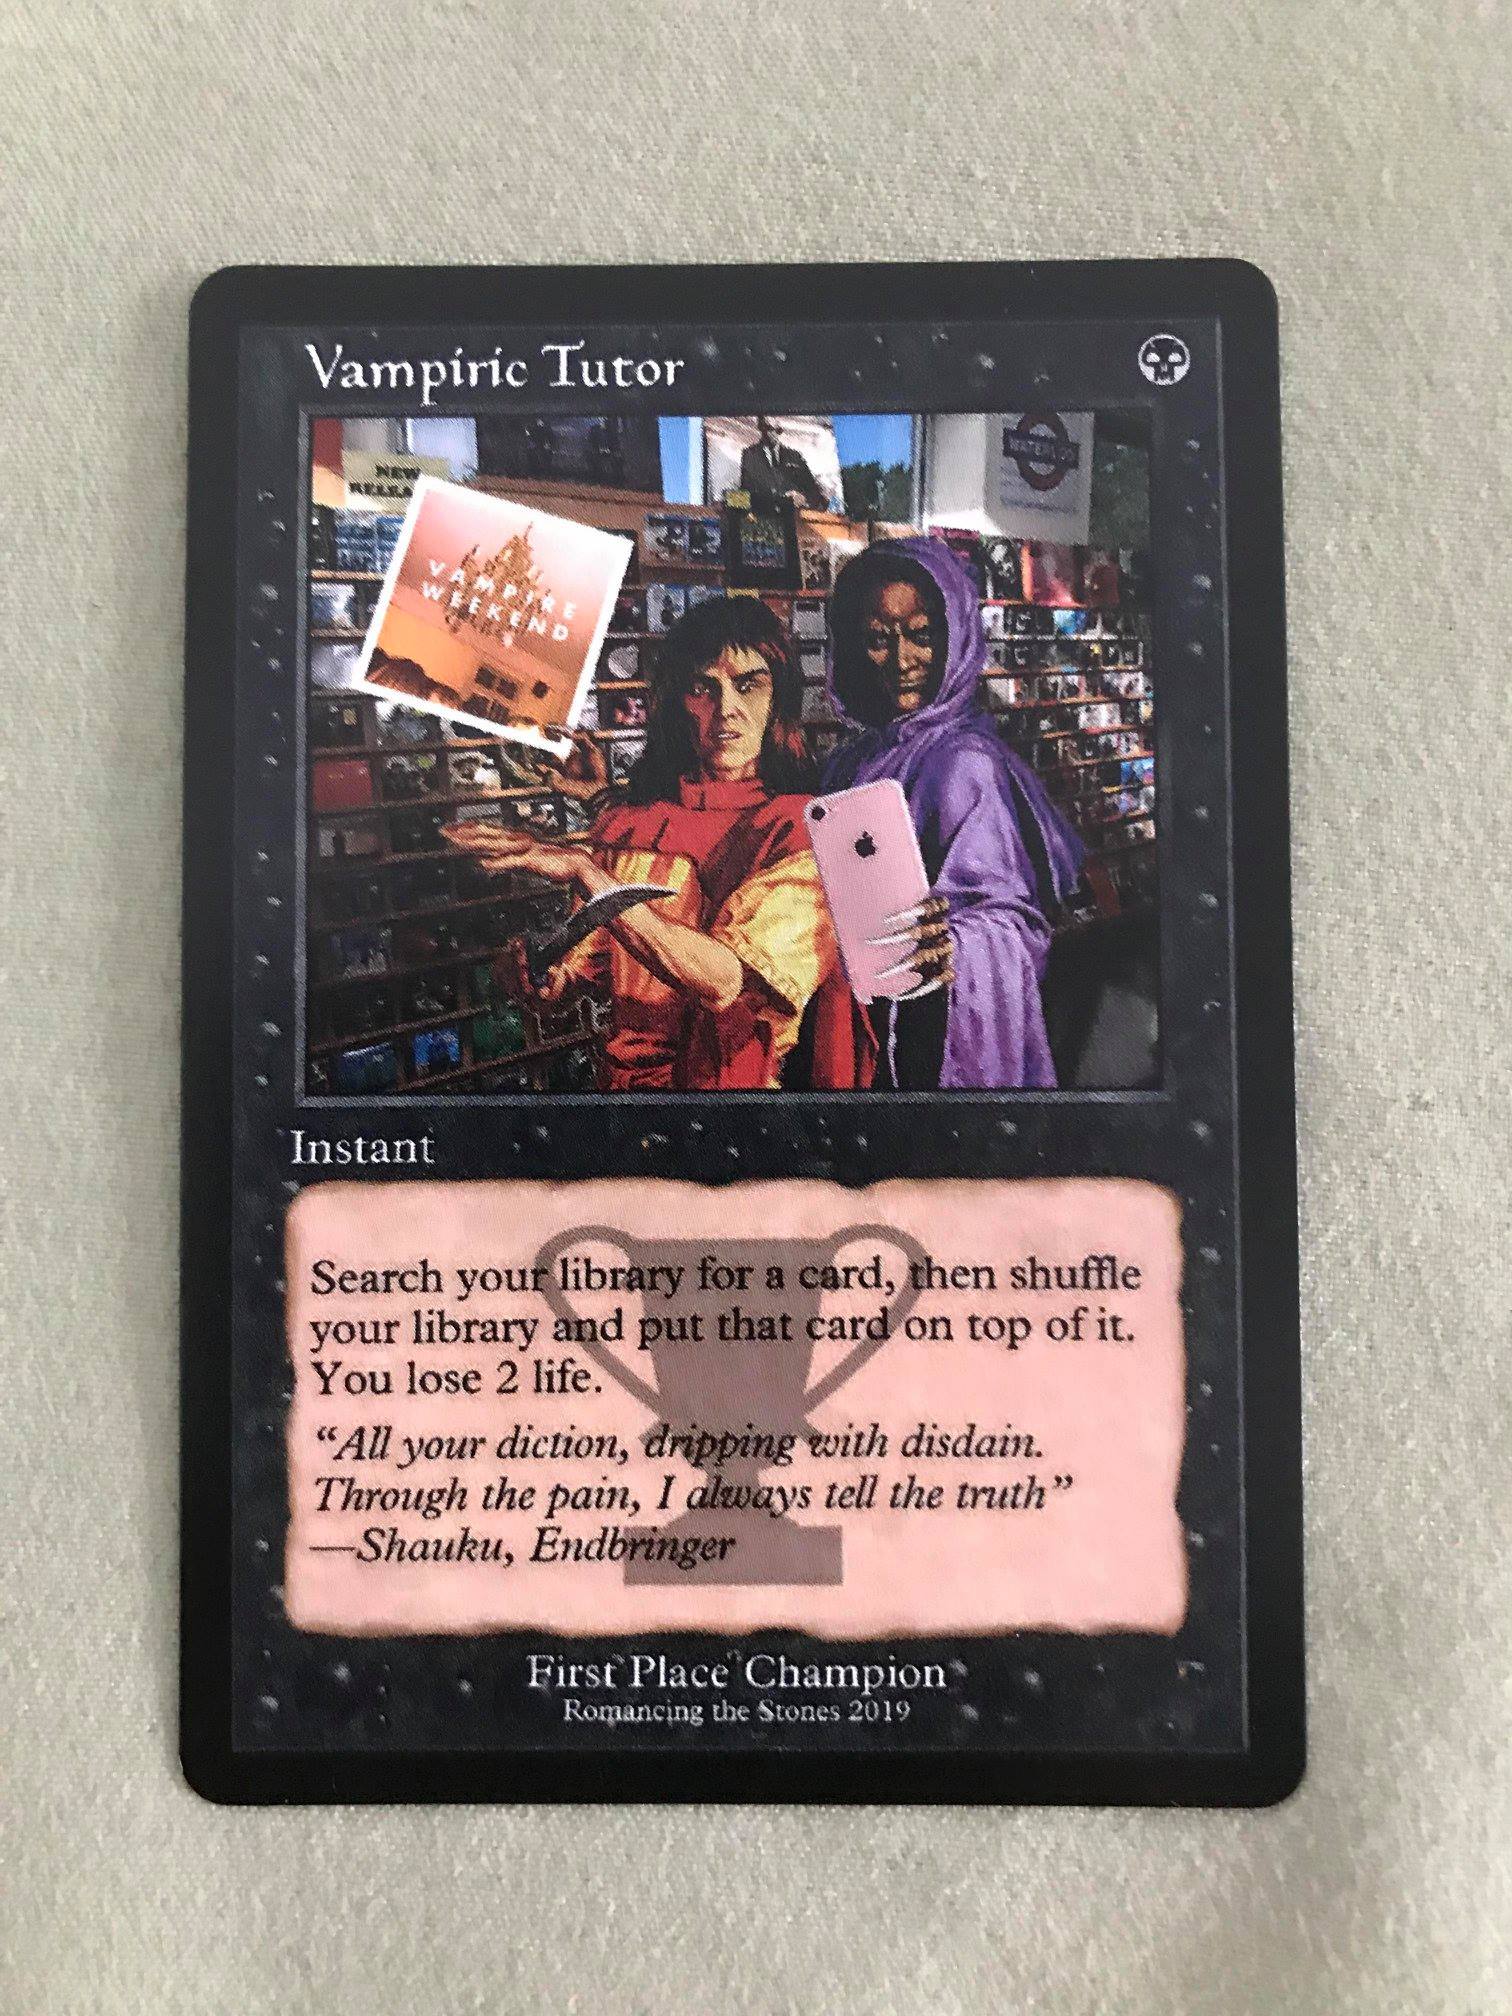 Vampiric Tutor
NEW
RELEA
VAMPIRE
WEEKEND
WATERLOO
Instant
Search your library for a card, then shuffle
your library and put that card on top of it.
You lose 2 life.
“All your diction, dripping with disdain.
Through the pain, I always tell the truth”
—Shauku, Endbringer
First Place Champion
Romancing the Stones 2019